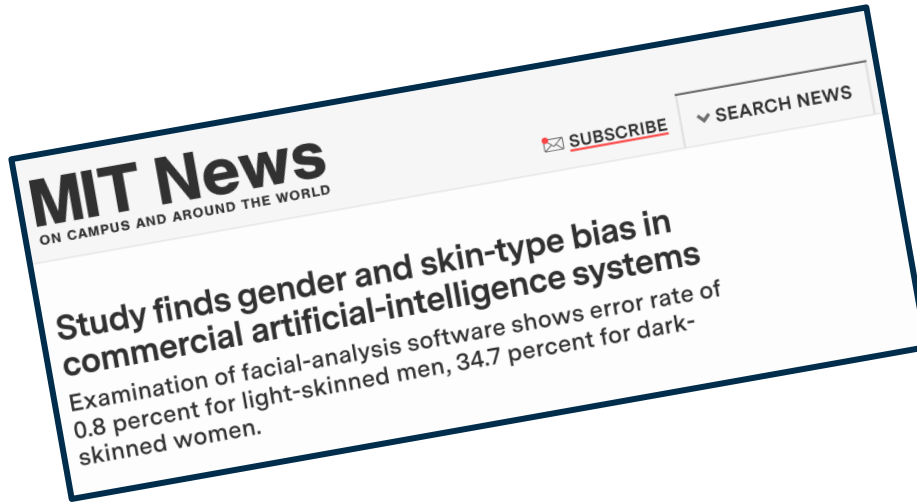 MIT News
ON CAMPUS AND AROUND THE WORLD
SUBSCRIBE
SEARCH NEWS
Study finds gender and skin-type bias in
commercial artificial-intelligence systems
Examination of facial-analysis software shows error rate of
0.8 percent for light-skinned men, 34.7 percent for dark-
skinned women.